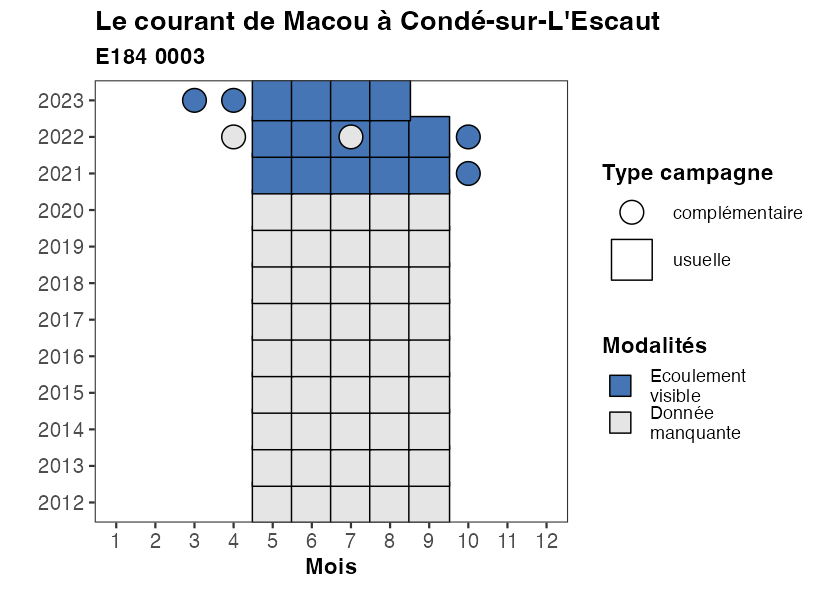 Le courant de Macou à Condé-sur-L'Escaut
E184 0003
2023
2022
2021
2020
2019
2018
2017
2016
2015
2014
2013
2012
1 2 3 4 5 6 7 8 9 10 11 12
Mois
Type campagne
complémentaire
usuelle
Modalités
Ecoulement
visible
Donnée
manquante